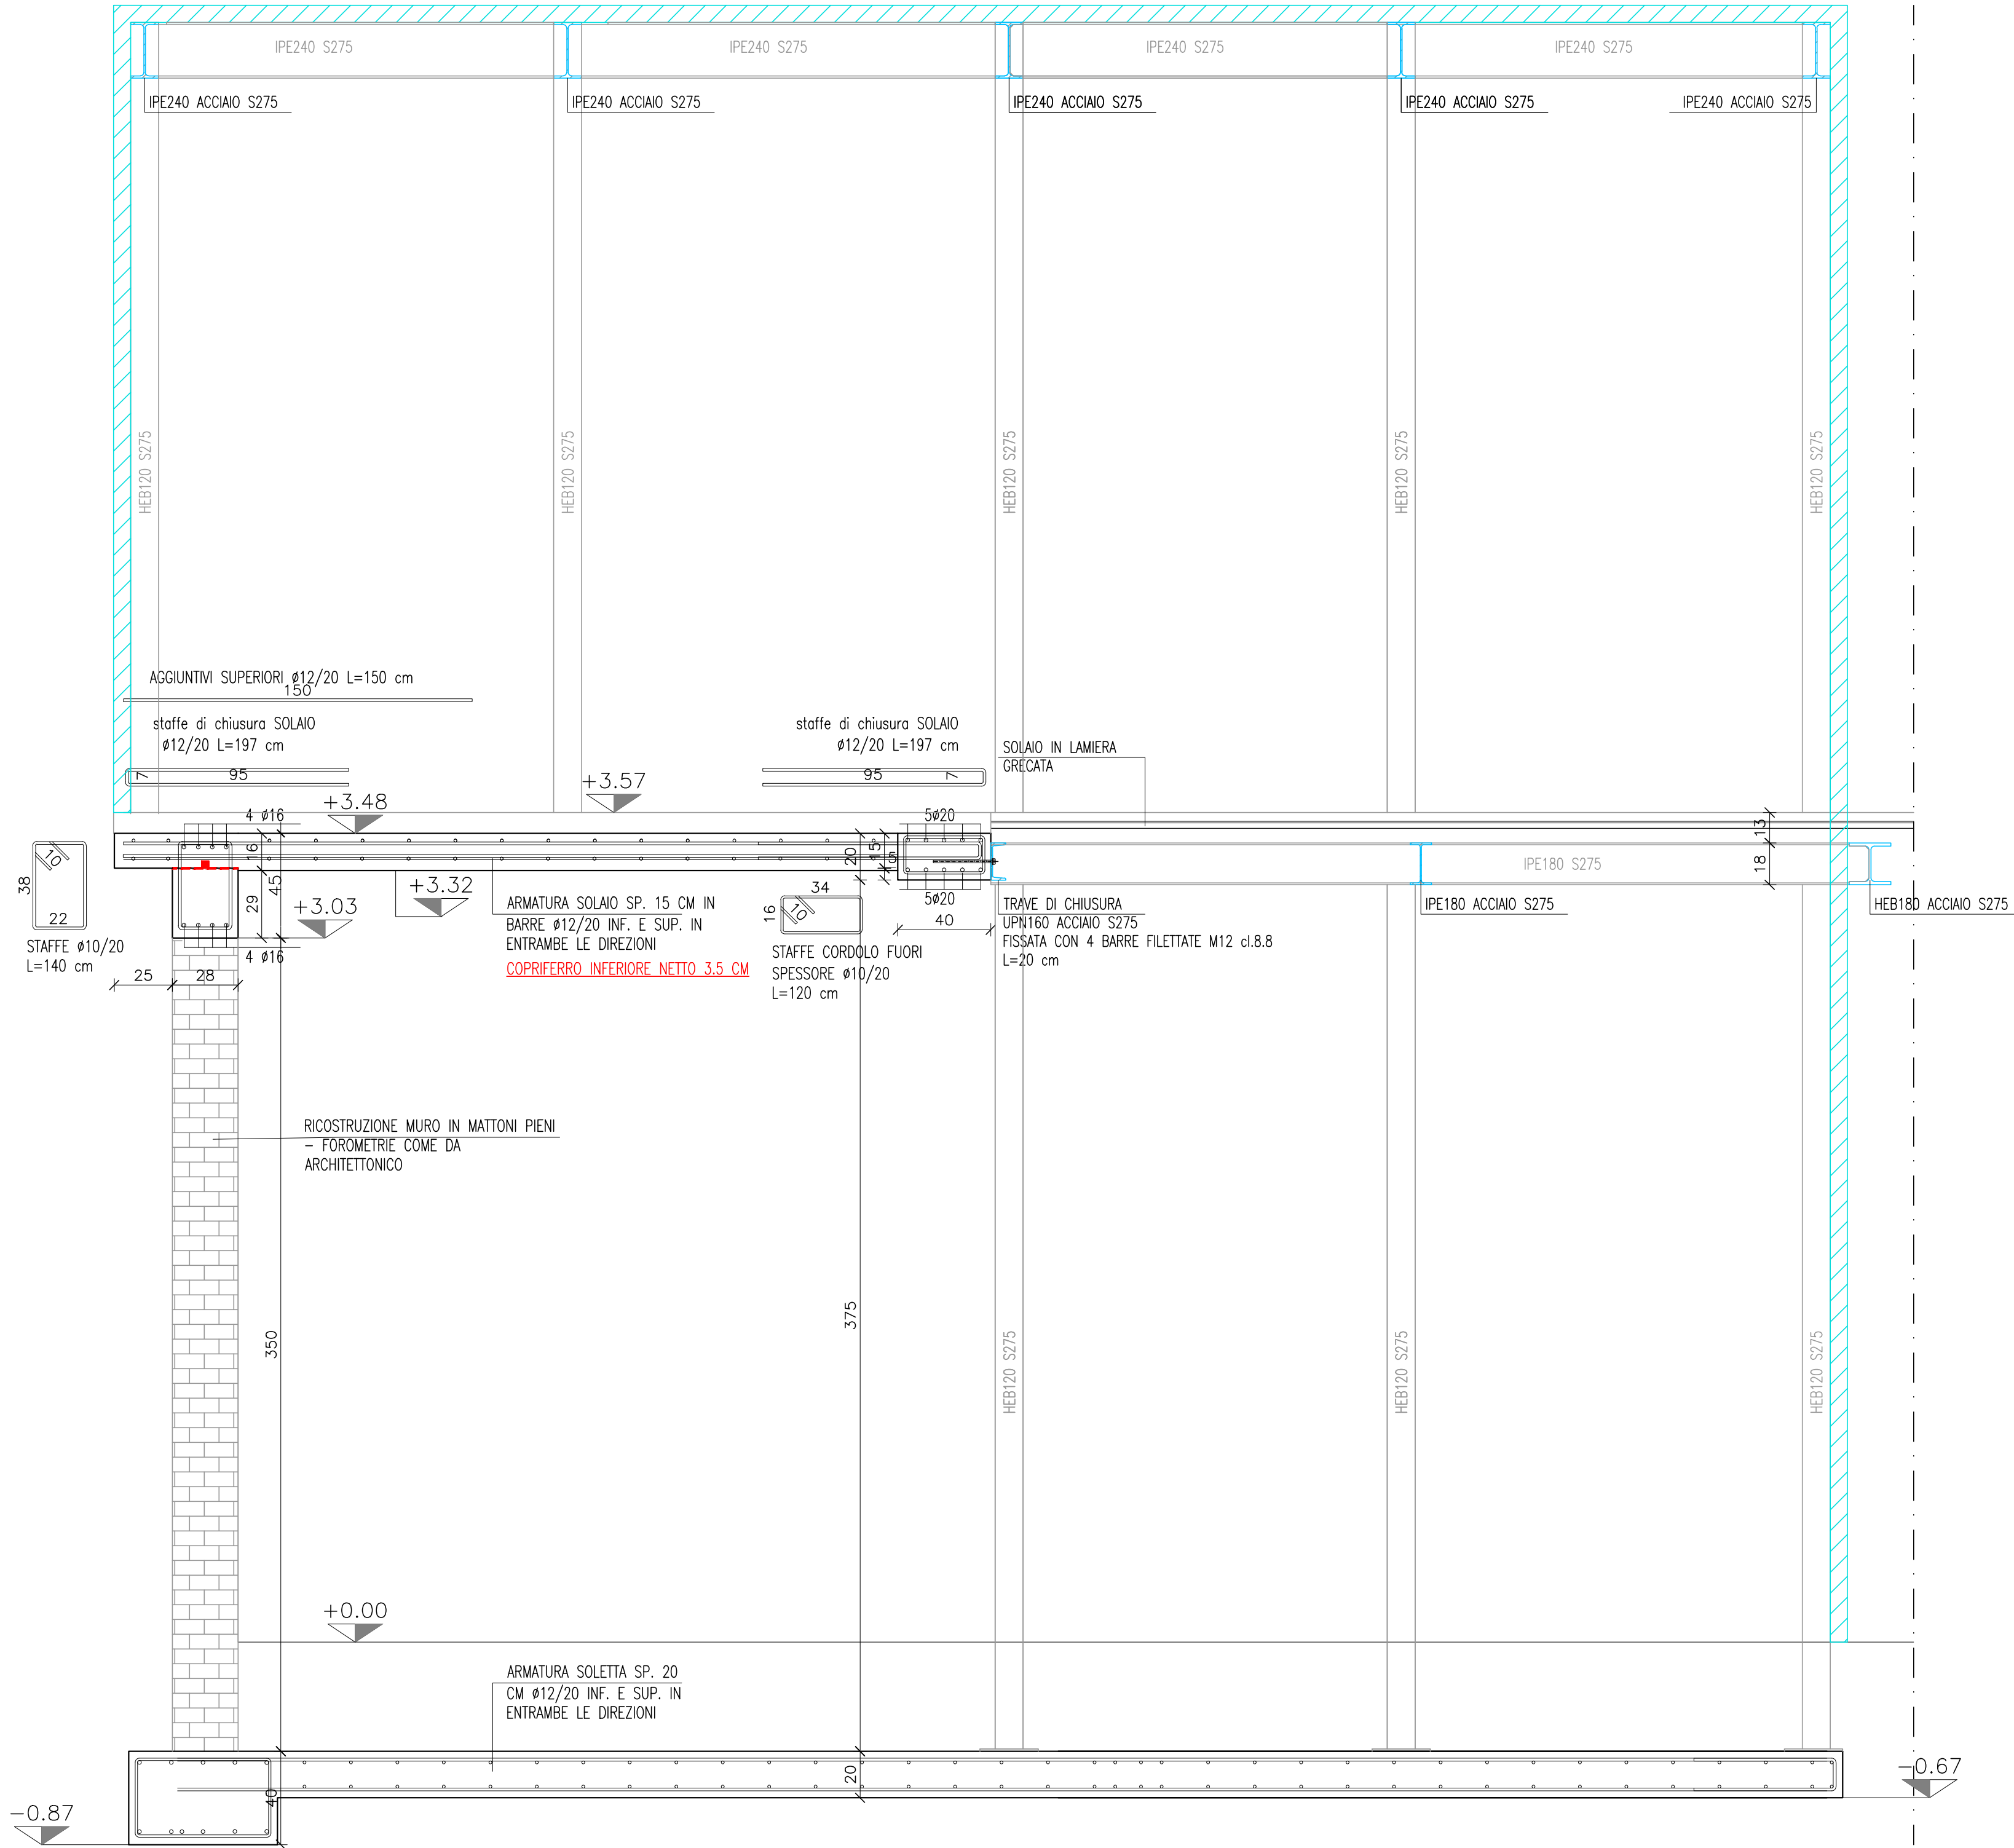 IPE240 S275
IPE240 S275
IPE240 S275
IPE240 S275
IPE240 ACCIAIO S275
IPE240 ACCIAIO S275
IPE240 ACCIAIO S275
IPE240 ACCIAIO S275
IPE240 ACCIAIO S275
HEB120 S275
HEB120 S275
HEB120 S275
HEB120 S275
HEB120 S275
AGGIUNTIVI SUPERIORI ø12/20 L=150 cm
150
staffe di chiusura SOLAIO
ø12/20 L=197 cm
7
95
staffe di chiusura SOLAIO
ø12/20 L=197 cm
95
7
SOLAIO IN LAMIERA
GRECATA
+3.57
+3.48
4 ø16
5ø20
13
18
16
45
29
20
15
5
10
38
22
STAFFE ø10/20
L=140 cm
+3.32
+3.03
4 ø16
25
28
ARMATURA SOLAIO SP. 15 CM IN
BARRE ø12/20 INF. E SUP. IN
ENTRAMBE LE DIREZIONI
COPRIFERRO INFERIORE NETTO 3.5 CM
34
16
10
5ø20
40
STAFFE CORDOLO FUORI
SPESSORE ø10/20
L=120 cm
TRAVE DI CHIUSURA
UPN160 ACCIAIO S275
FISSATA CON 4 BARRE FILETTATE M12 cl.8.8
L=20 cm
IPE180 S275
IPE180 ACCIAIO S275
HEB180 ACCIAIO S275
RICOSTRUZIONE MURO IN MATTONI PIENI
- FOROMETRIE COME DA
ARCHITETTONICO
350
375
HEB120 S275
HEB120 S275
HEB120 S275
+0.00
ARMATURA SOLETTA SP. 20
CM ø12/20 INF. E SUP. IN
ENTRAMBE LE DIREZIONI
40
20
-0.67
-0.87